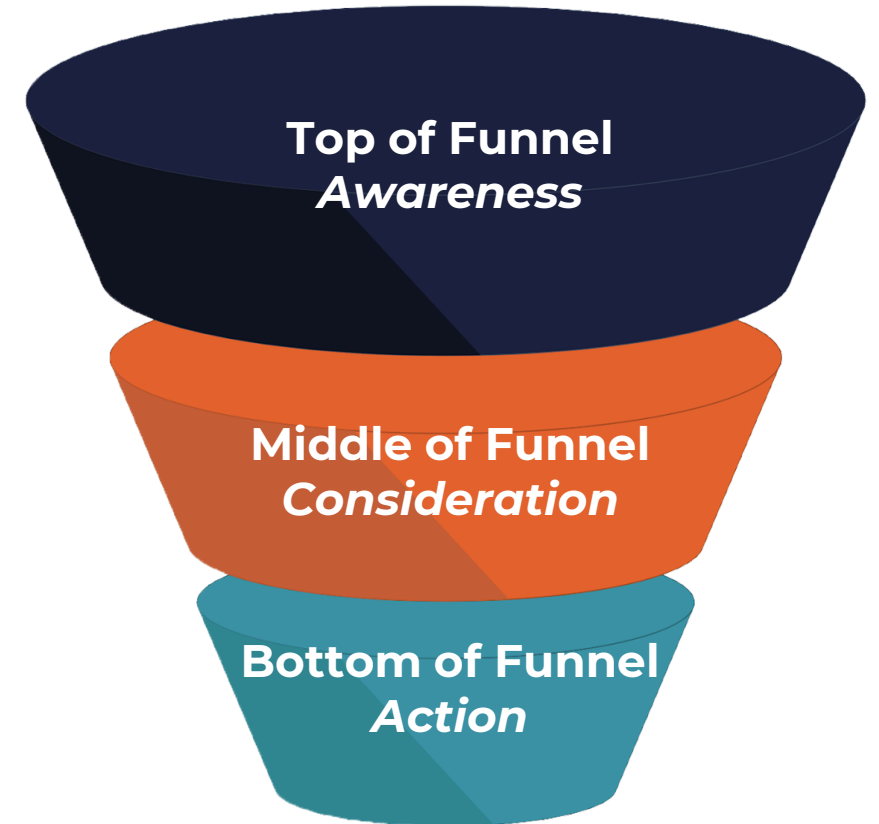 Top of Funnel
Awareness
Middle of Funnel
Consideration
Bottom of Funnel
Action